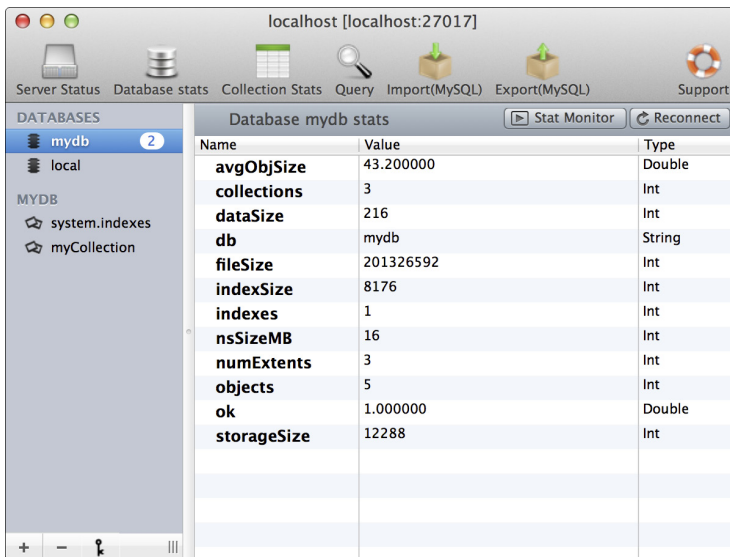 localhost [localhost:27017]
Server Status Database stats Collection Stats Query Import(MySQL) Export(MySQL) Support
DATABASES
mydb 2
local
MYDB
system.indexes
myCollection
Database mydb stats Stat Monitor Reconnect
Name Value Type
avgObjSize 43.200000 Double
collections 3 Int
dataSize 216 Int
db mydb String
fileSize 201326592 Int
indexSize 8176 Int
indexes 1 Int
nsSizeMB 16 Int
numExtents 3 Int
objects 5 Int
ok 1.000000 Double
storageSize 12288 Int